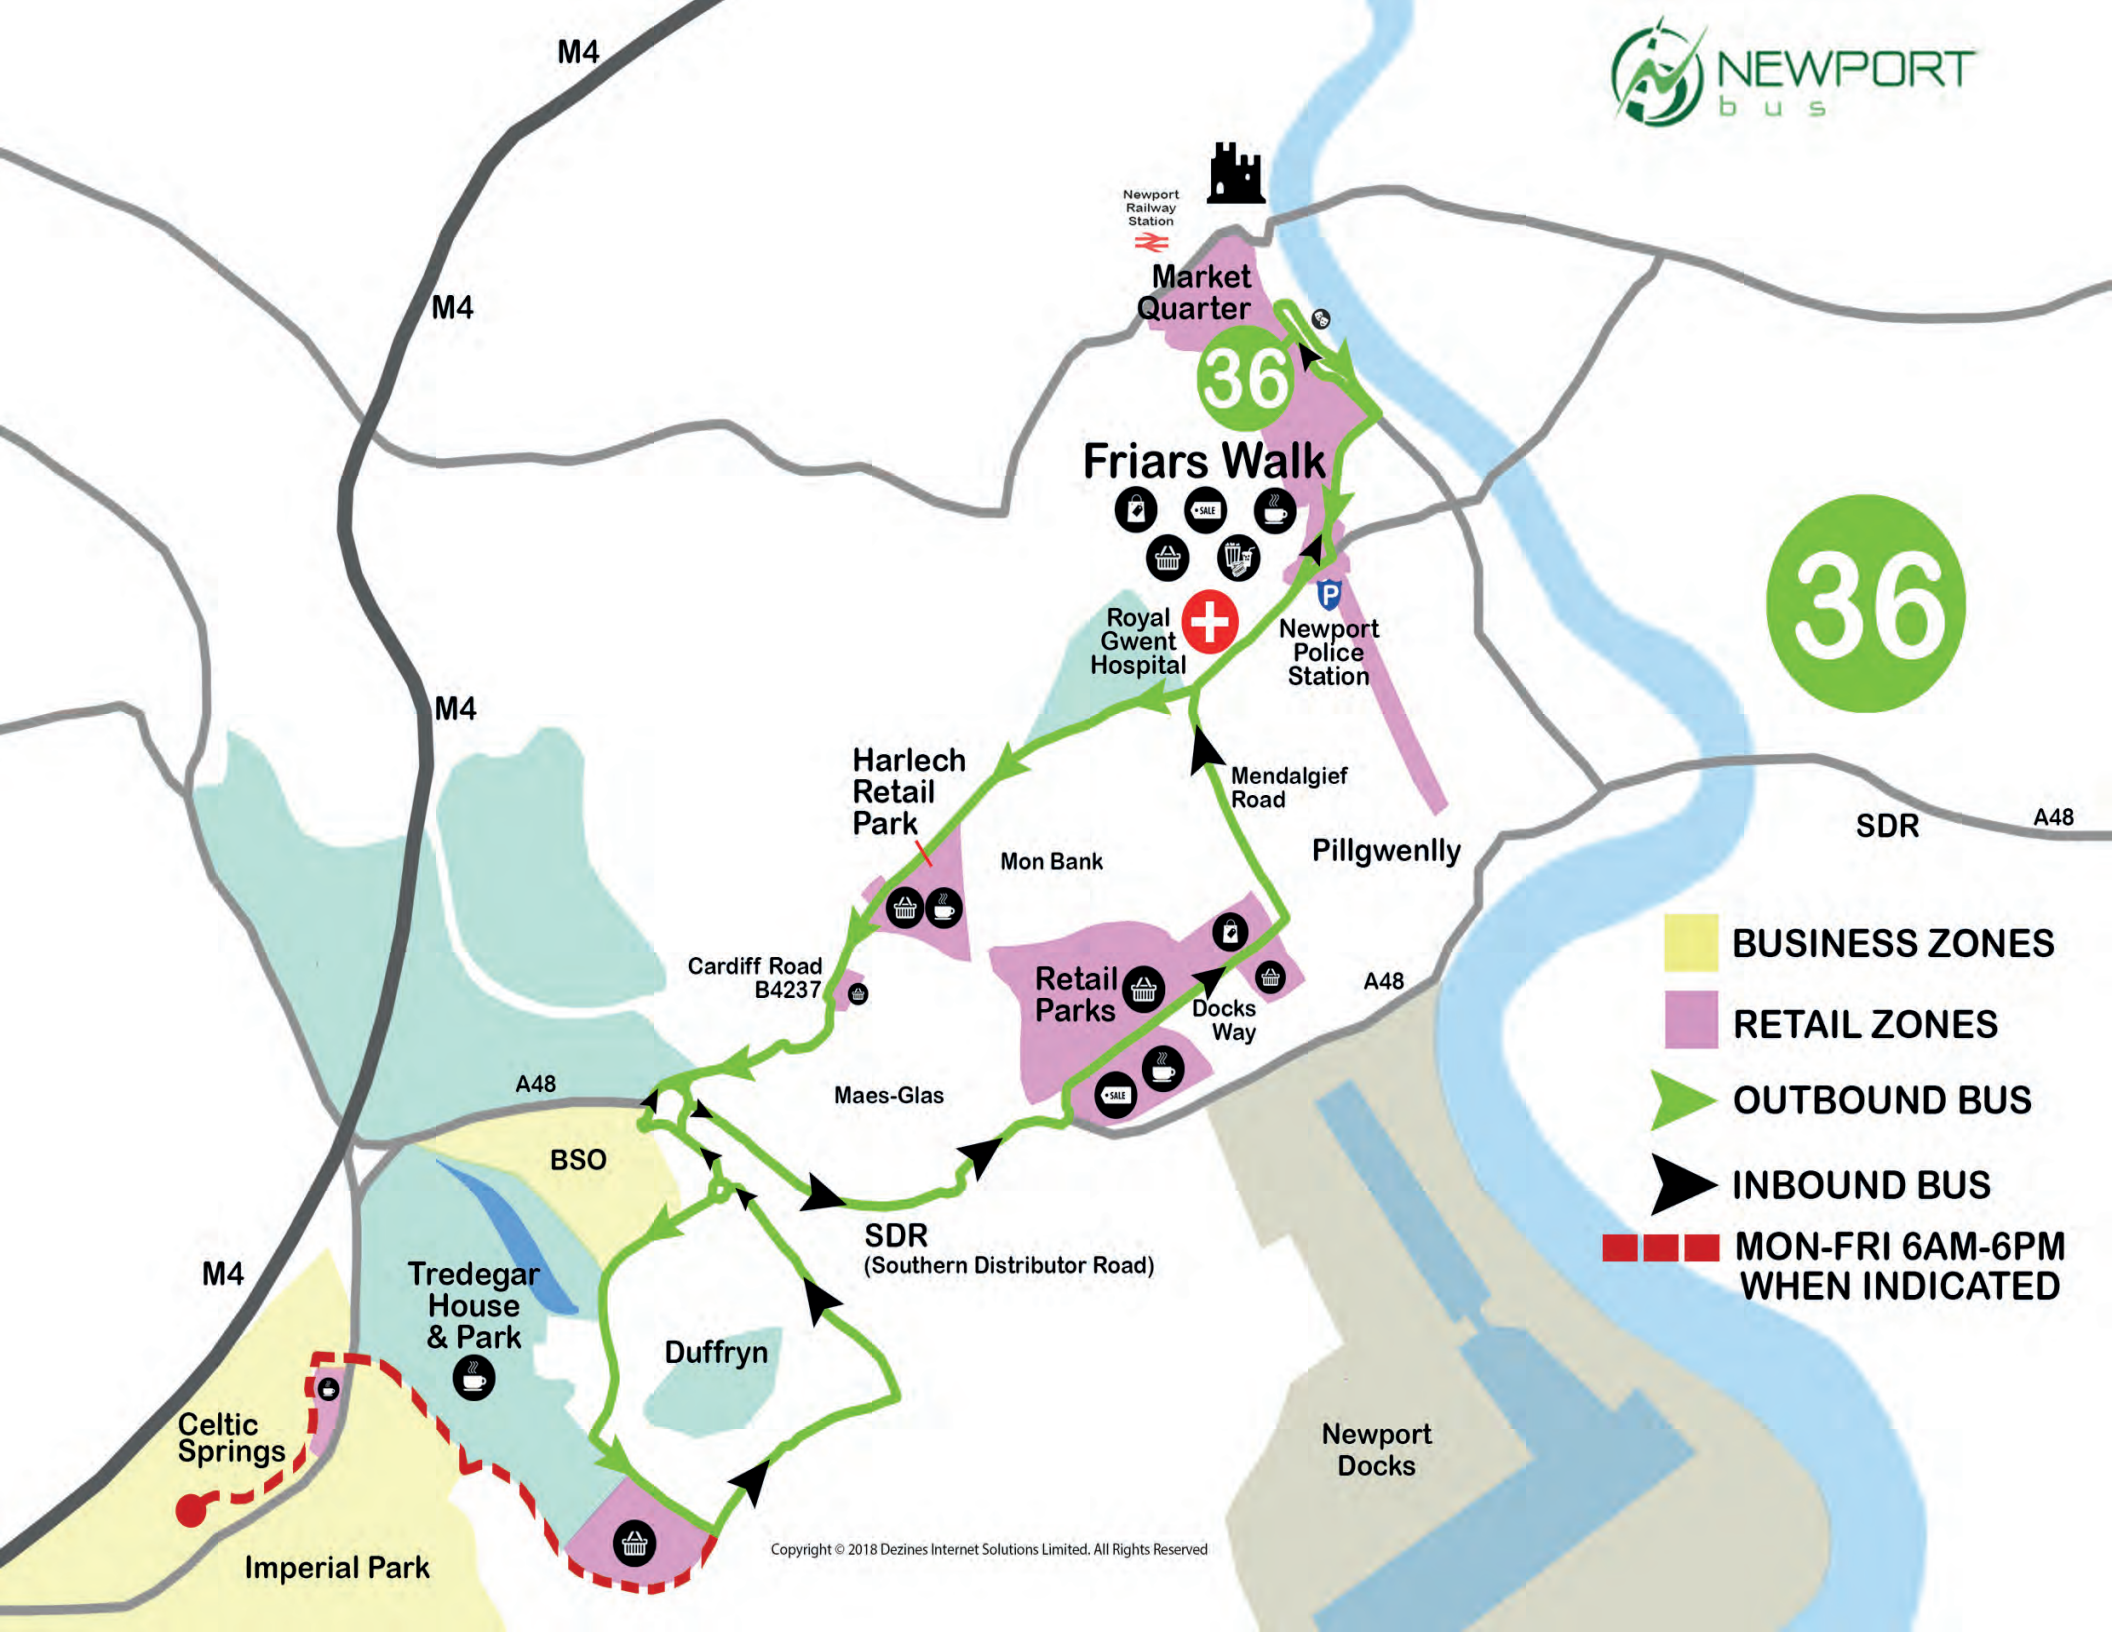 M4
NEWPORT
bus
Newport
Railway
Station
Market
Quarter
M4
36
Friars Walk
SALE
36
P
Royal
Gwent
Hospital
Newport
Police
Station
M4
Harlech
Retail
Park
Mendalgief
Road
SDR
A48
Pillgwenlly
Mon Bank
BUSINESS ZONES
Cardiff Road
B4237
Retail
Parks
A48
Docks
Way
RETAIL ZONES
A48
Maes-Glas
SALE
OUTBOUND BUS
BSO
INBOUND BUS
SDR
(Southern Distributor Road)
MON-FRI 6AM-6PM
WHEN INDICATED
M4
Tredegar
House
& Park
Duffryn
Celtic
Springs
Newport
Docks
Imperial Park
Copyright © 2018 Dezines Internet Solutions Limited. All Rights Reserved